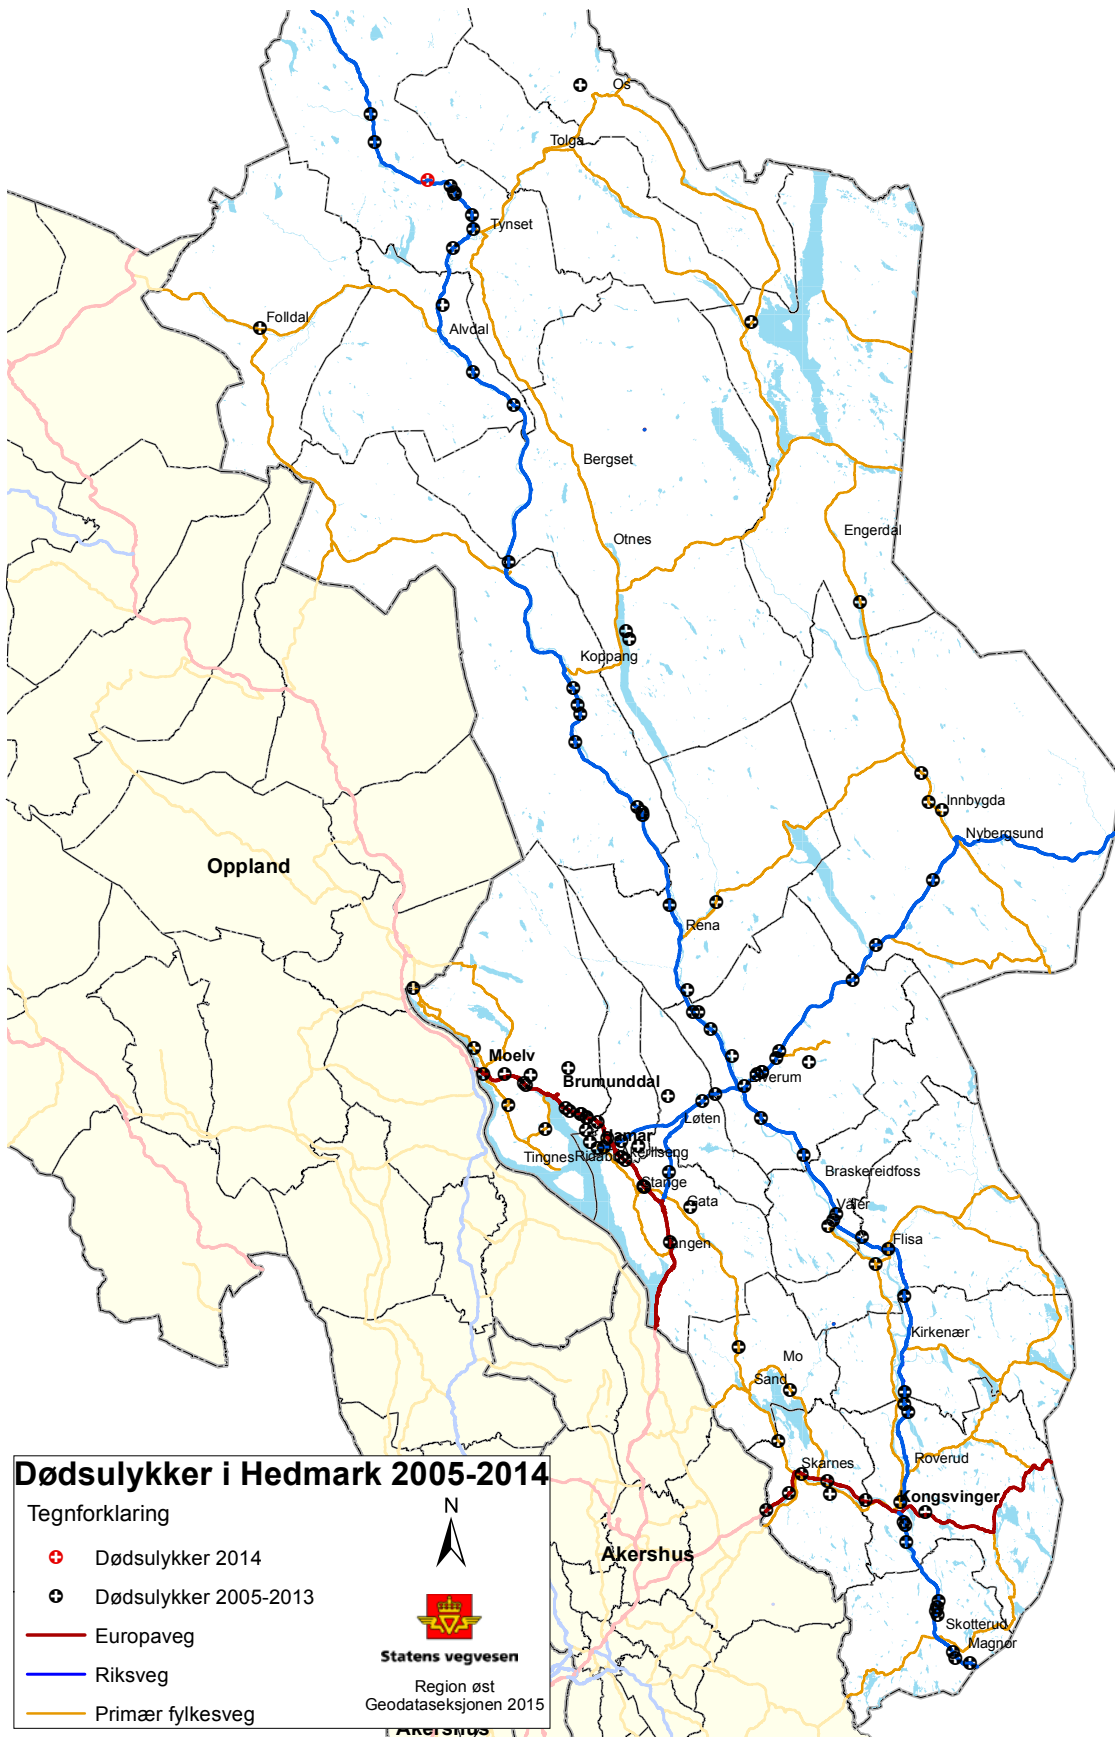 Os
Tolga
Tynset
Folldal
Alvdal
Bergset
Otnes
Engerdal
Koppang
Innbygda
Nybergsund
Oppland
Rena
Moelv
Brumunddal
Elverum
Løten
Hamar
Tingnes
Stange
Braskereidfoss
Gata
Våler
Flisa
Tangen
Kirkenær
Mo
Sand
Skarnes
Roverud
Kongsvinger
Akershus
Skotterud
Magnor
Dødsulykker i Hedmark 2005-2014
Tegnforklaring
N
Dødsulykker 2014
Dødsulykker 2005-2013
Europaveg
Riksveg
Primær fylkesveg
Statens vegvesen
Region øst
Geodataseksjonen 2015
Akershus